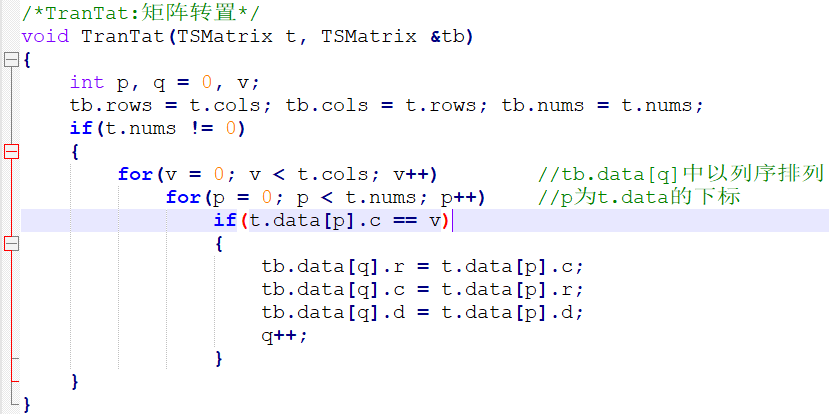 /*TranTat:矩阵转置*/
void TranTat(TSMatrix t, TSMatrix &tb)
{
    int p, q = 0, v;
    tb.rows = t.cols; tb.cols = t.rows; tb.nums = t.nums;
    if(t.nums != 0)
    {
        for(v = 0; v < t.cols; v++)        //tb.data[q]中以列序排列
            for(p = 0; p < t.nums; p++)    //p为t.data的下标
                if(t.data[p].c == v)
                {
                    tb.data[q].r = t.data[p].c;
                    tb.data[q].c = t.data[p].r;
                    tb.data[q].d = t.data[p].d;
                    q++;
                }
    }
}